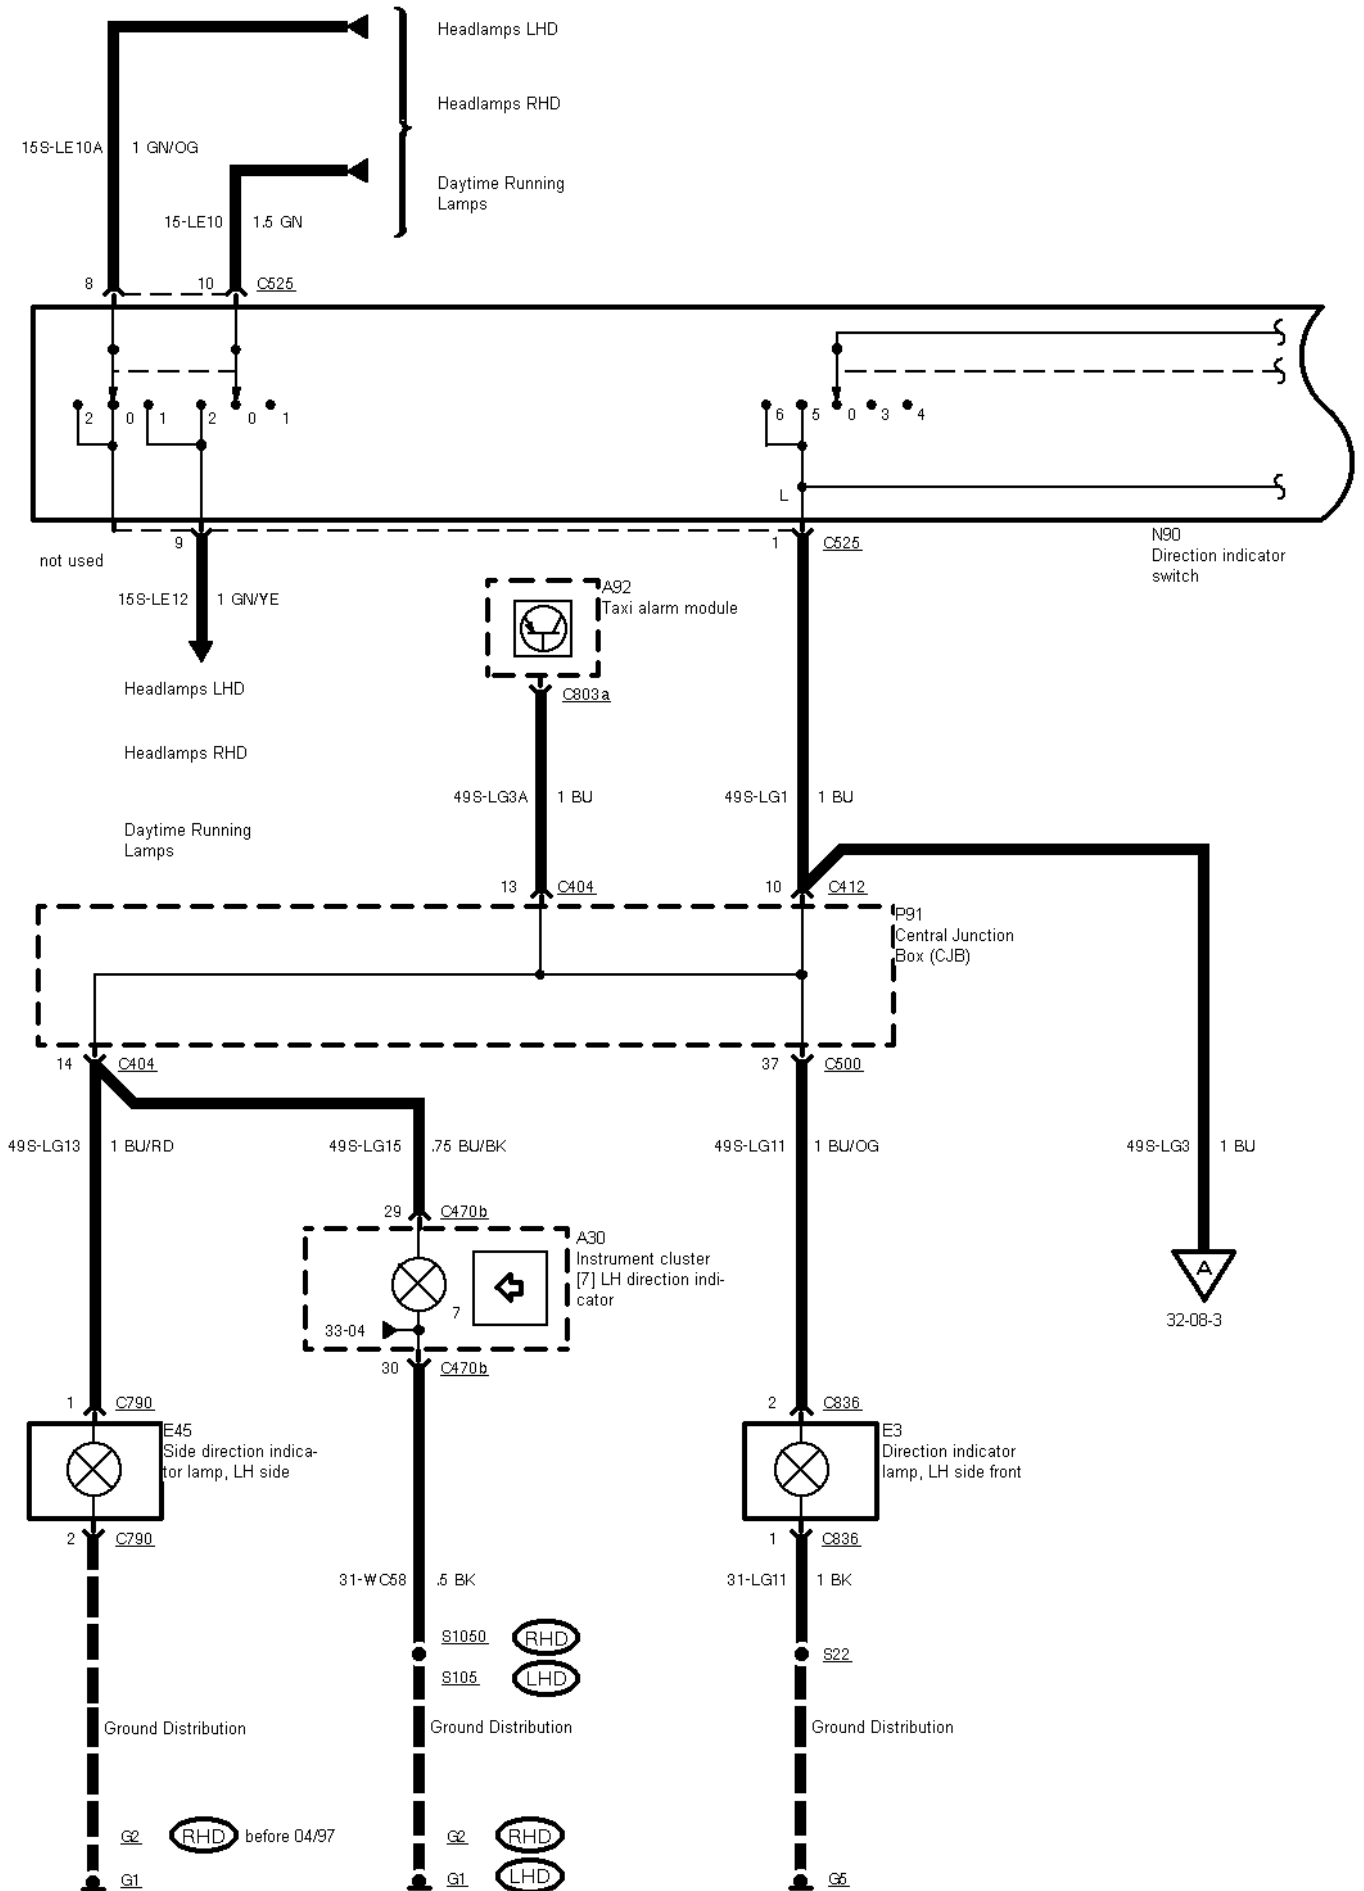 Headlamps LHD
Headlamps RHD
15S-LE10A 1 GN/OG
Daytime Running
Lamps
15-LE10 1.5 GN
8 10 C525
2 0 1 2 0 1 6 5 0 3 4
L
9 1 C525
N90
Direction indicator
switch
not used
A92
Taxi alarm module
15S-LE12 1 GN/YE
Headlamps LHD
C803a
Headlamps RHD
49S-LG3A 1 BU 49S-LG1 1 BU
Daytime Running
Lamps
13 C404 10 C412
P91
Central Junction
Box (CJB)
14 C404 37 C500
49S-LG13 1 BU/RD 49S-LG15 .75 BU/BK 49S-LG11 1 BU/OG 49S-LG3 1 BU
29 C470b
A30
Instrument cluster
[7] LH direction indi-
cator
A
7
33-04
32-08-3
30 C470b
1 C790 2 C836
E45
Side direction indica-
tor lamp, LH side
E3
Direction indicator
lamp, LH side front
2 C790 1 C836
31-WC58 .5 BK 31-LG11 1 BK
S1050 RHD
S22
S105 LHD
Ground Distribution Ground Distribution Ground Distribution
G2 RHD before 04/97 G2 RHD
G1 G1 LHD G5